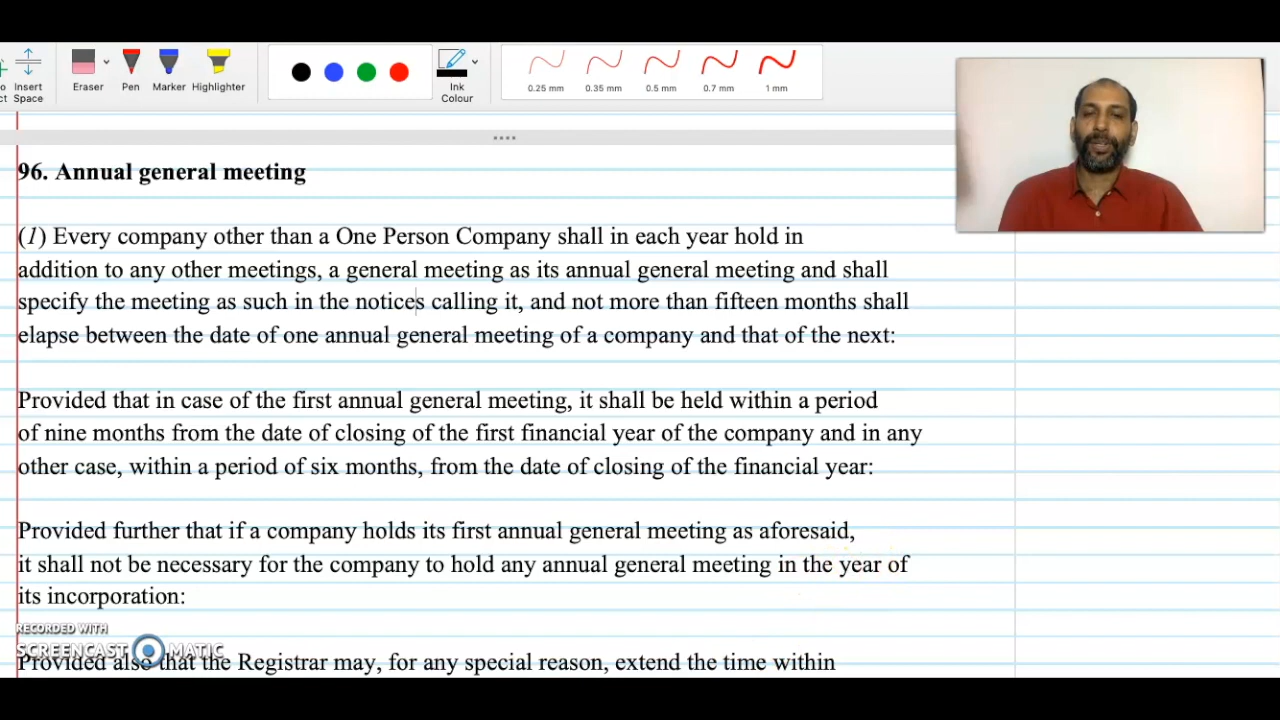 Insert
Space
Eraser
Pen
Marker
Highlighter
Ink
Colour
0.25 mm
0.35 mm
0.5 mm
0.7 mm
1 mm
96. Annual general meeting
(1) Every company other than a One Person Company shall in each year hold in
addition to any other meetings, a general meeting as its annual general meeting and shall
specify the meeting as such in the notices calling it, and not more than fifteen months shall
elapse between the date of one annual general meeting of a company and that of the next:
Provided that in case of the first annual general meeting, it shall be held within a period
of nine months from the date of closing of the first financial year of the company and in any
other case, within a period of six months, from the date of closing of the financial year:
Provided further that if a company holds its first annual general meeting as aforesaid,
it shall not be necessary for the company to hold any annual general meeting in the year of
its incorporation:
RECORDED WITH
SCREENCAST MATIC
Provided also that the Registrar may, for any special reason, extend the time within